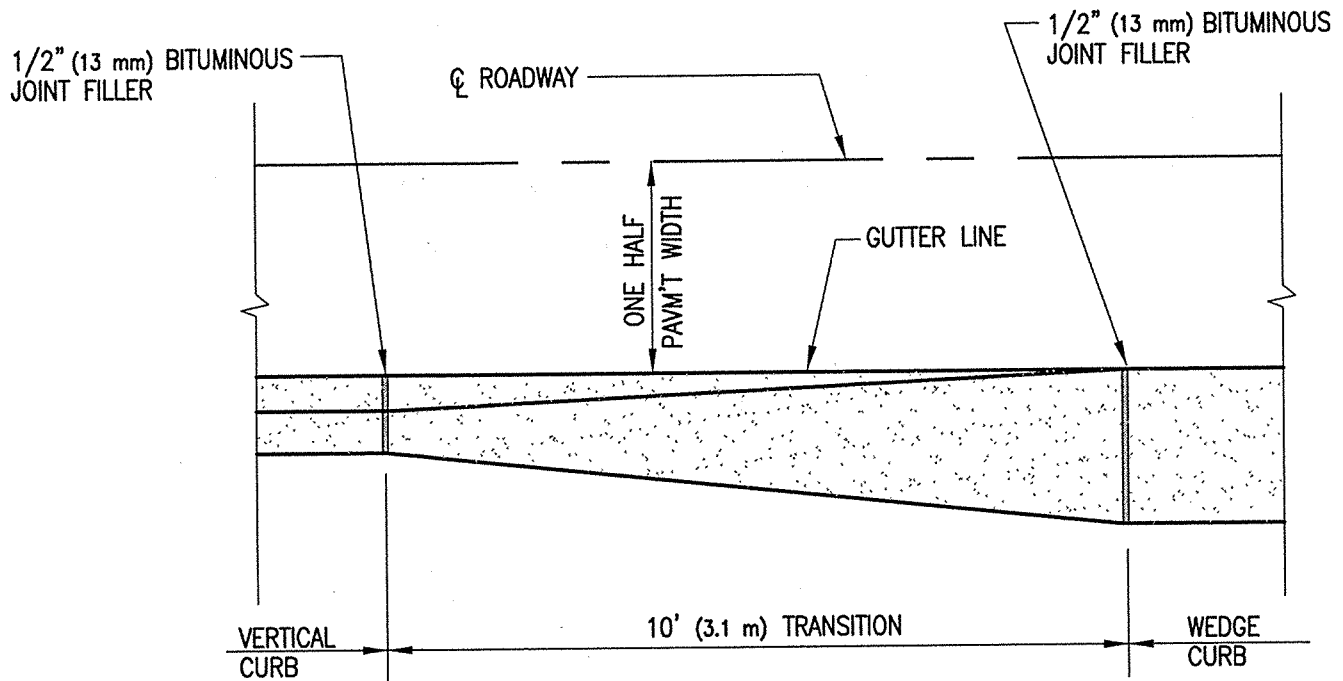 1/2" (13 mm) BITUMINOUS
JOINT FILLER
℄ ROADWAY
1/2" (13 mm) BITUMINOUS
JOINT FILLER
ONE HALF
PAVM'T WIDTH
GUTTER LINE
VERTICAL
CURB
10' (3.1 m) TRANSITION
WEDGE
CURB